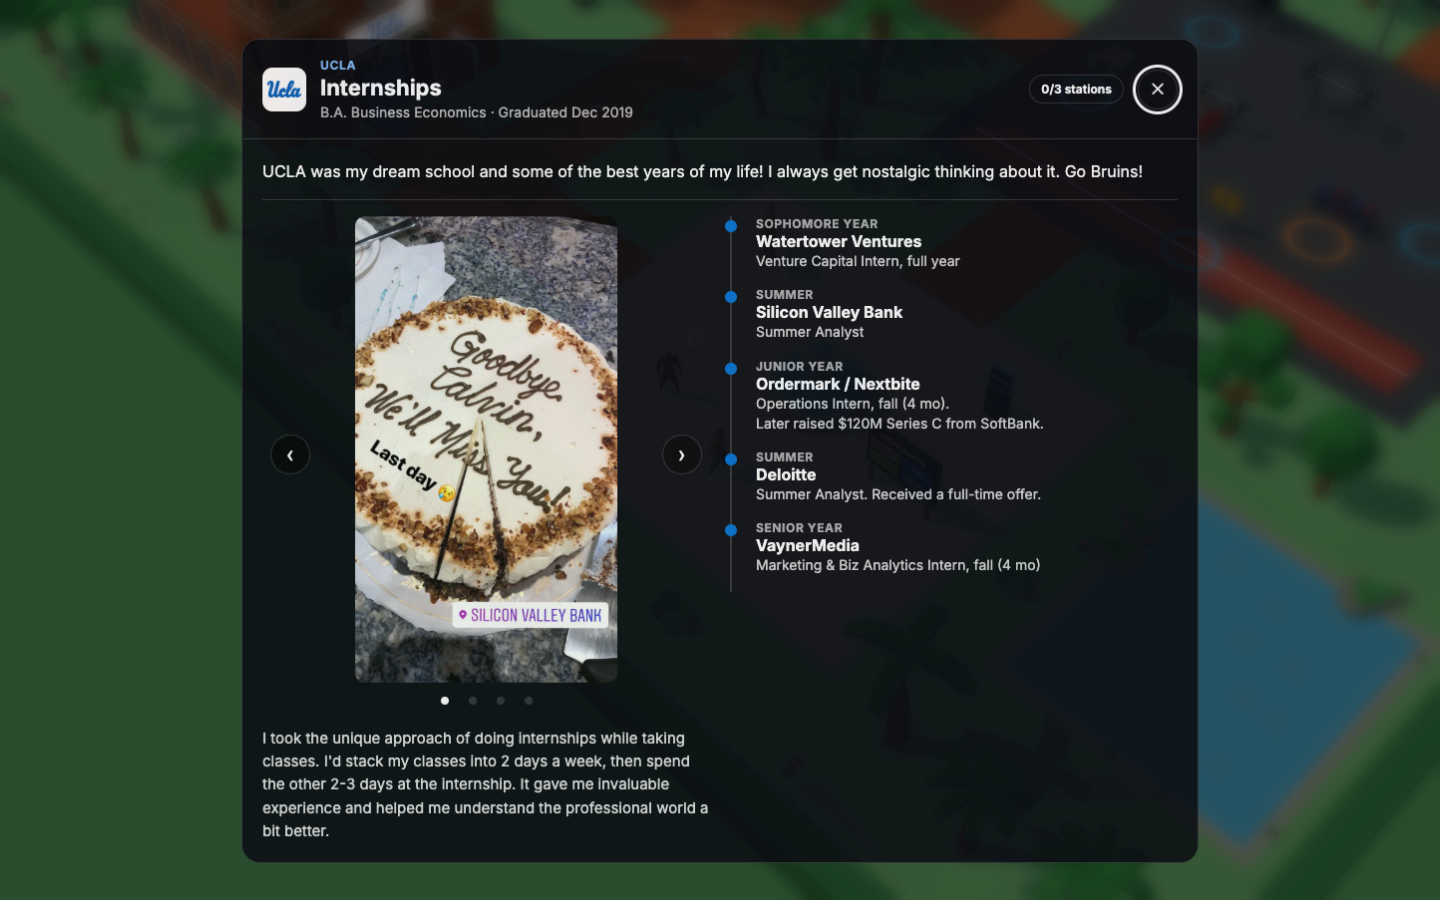 Ucla
UCLA
Internships
B.A. Business Economics · Graduated Dec 2019
0/3 stations
UCLA was my dream school and some of the best years of my life! I always get nostalgic thinking about it. Go Bruins!
Goodbye,
Calvin,
We'll Miss You!
Last day 😢
SILICON VALLEY BANK
SOPHOMORE YEAR
Watertower Ventures
Venture Capital Intern, full year
SUMMER
Silicon Valley Bank
Summer Analyst
JUNIOR YEAR
Ordermark / Nextbite
Operations Intern, fall (4 mo).
Later raised $120M Series C from SoftBank.
SUMMER
Deloitte
Summer Analyst. Received a full-time offer.
SENIOR YEAR
VaynerMedia
Marketing & Biz Analytics Intern, fall (4 mo)
I took the unique approach of doing internships while taking
classes. I'd stack my classes into 2 days a week, then spend
the other 2-3 days at the internship. It gave me invaluable
experience and helped me understand the professional world a
bit better.